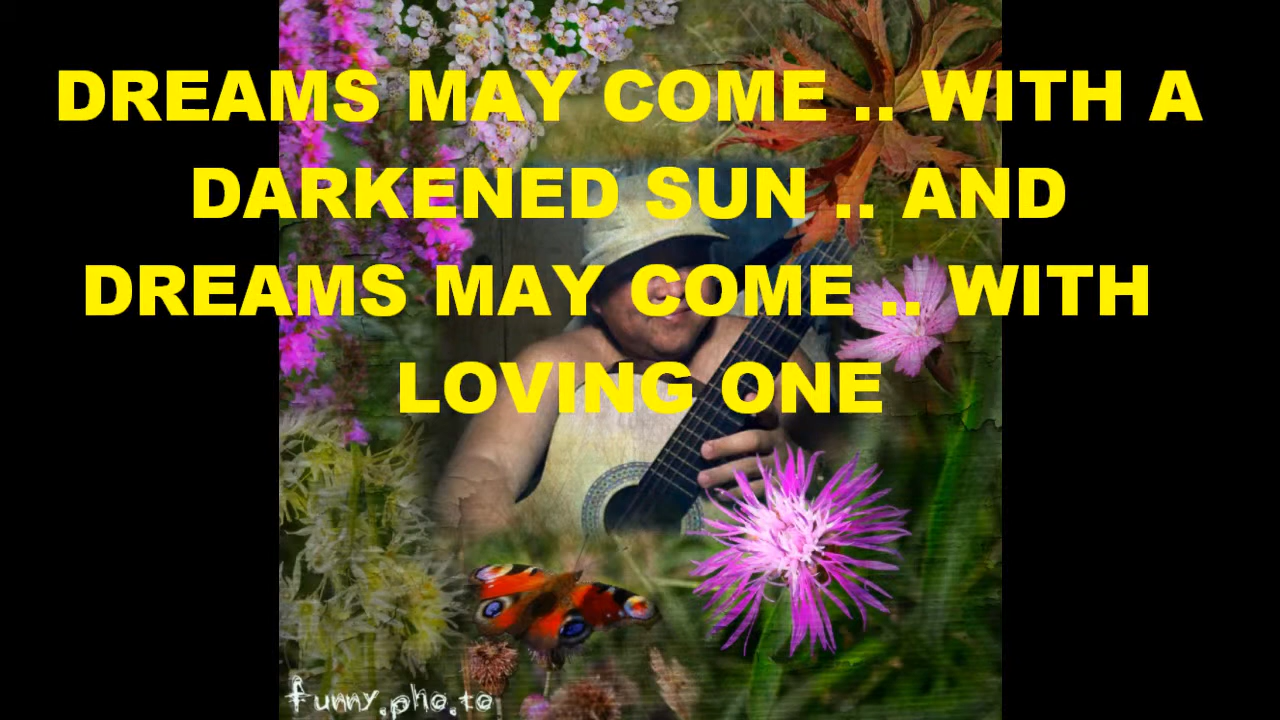 DREAMS MAY COME .. WITH A
DARKENED SUN .. AND
DREAMS MAY COME .. WITH
LOVING ONE
funny.pho.to